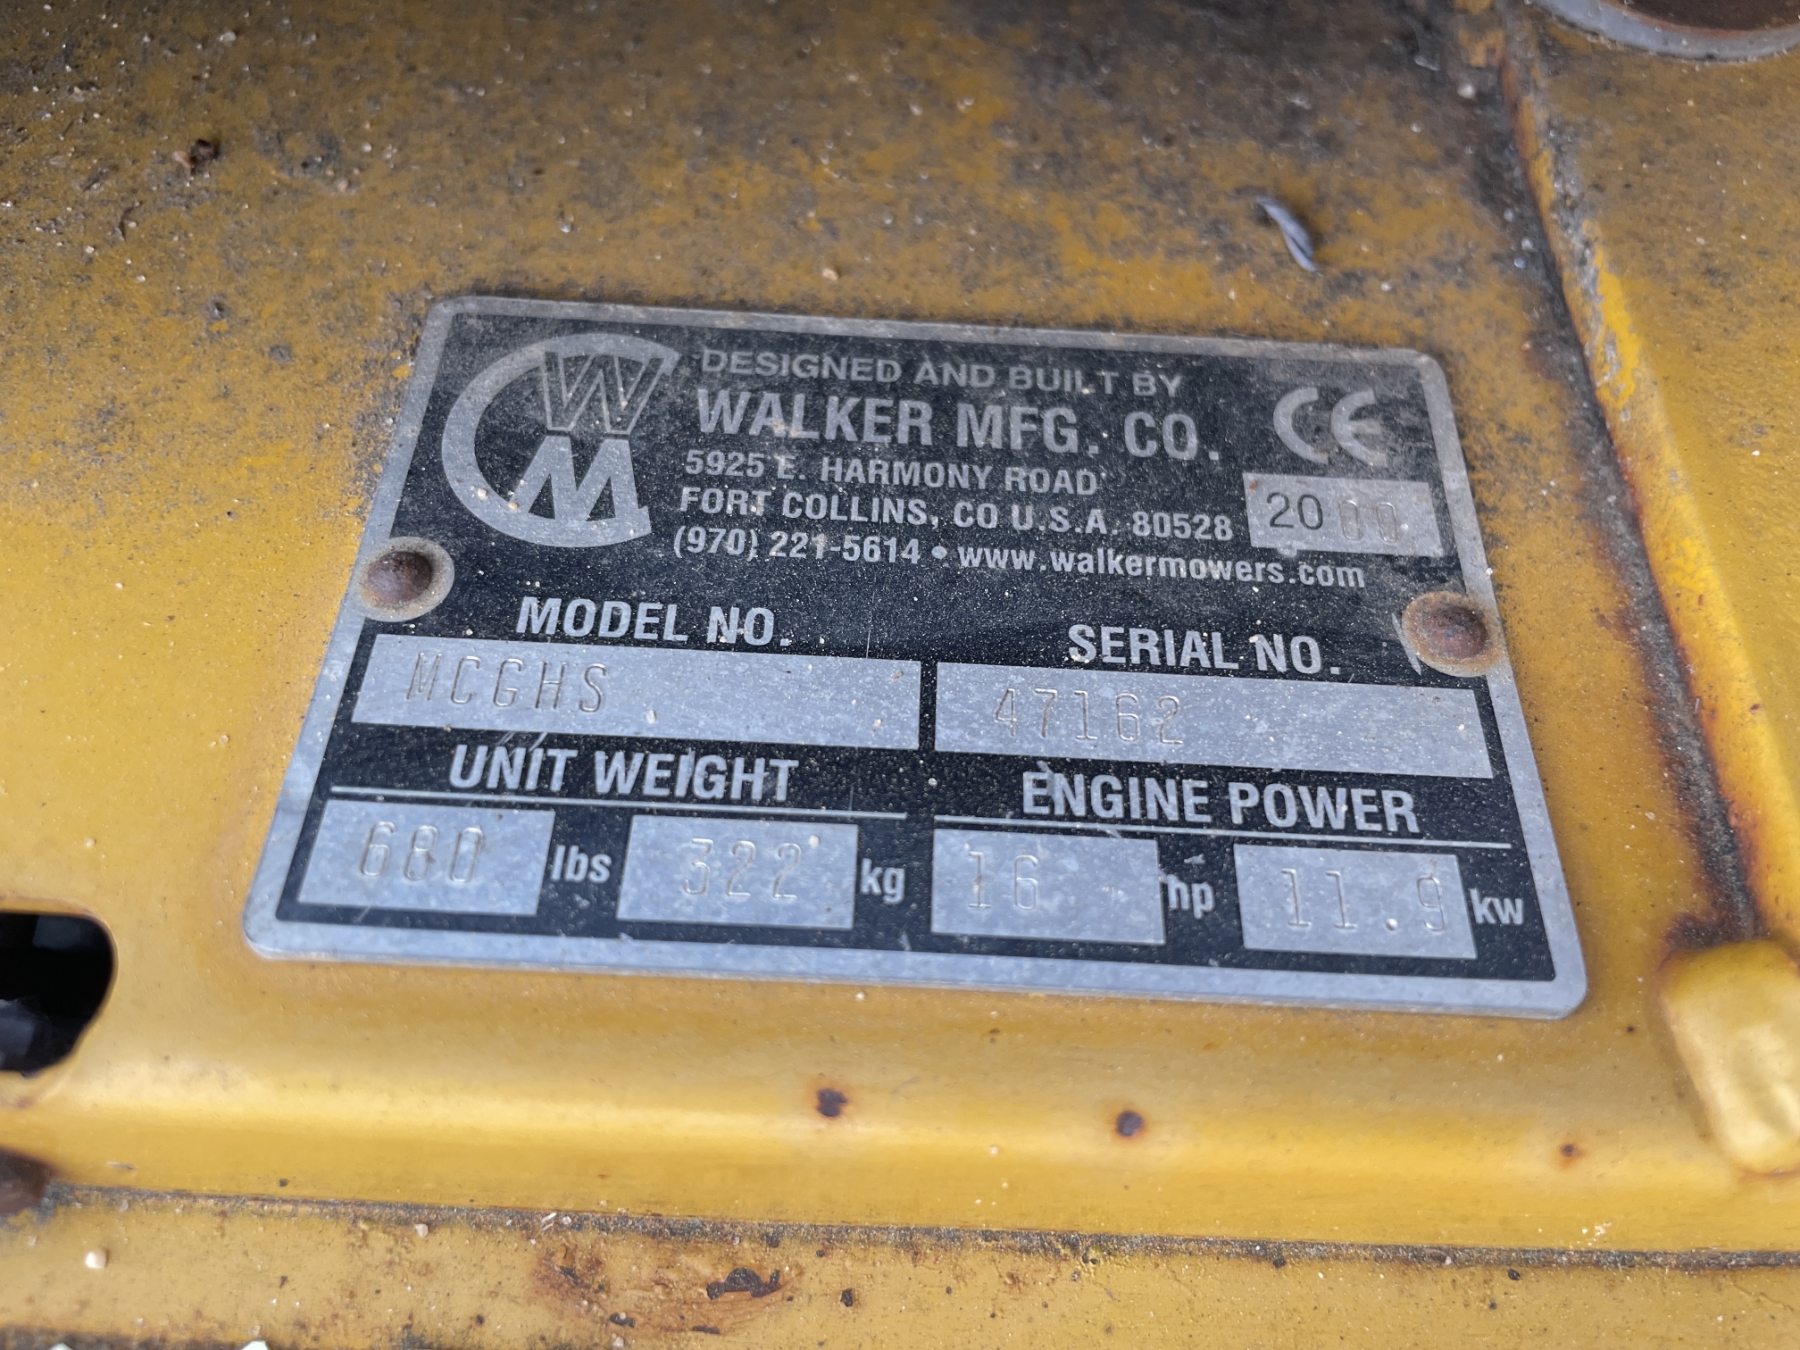 WM
DESIGNED AND BUILT BY
WALKER MFG. CO.
CE
5925 E. HARMONY ROAD
FORT COLLINS, CO U.S.A. 80528
2000
(970) 221-5614 • www.walkermowers.com
MODEL NO. SERIAL NO.
MCGHS 47162
UNIT WEIGHT ENGINE POWER
680 lbs 322 kg 16 hp 11.9 kw